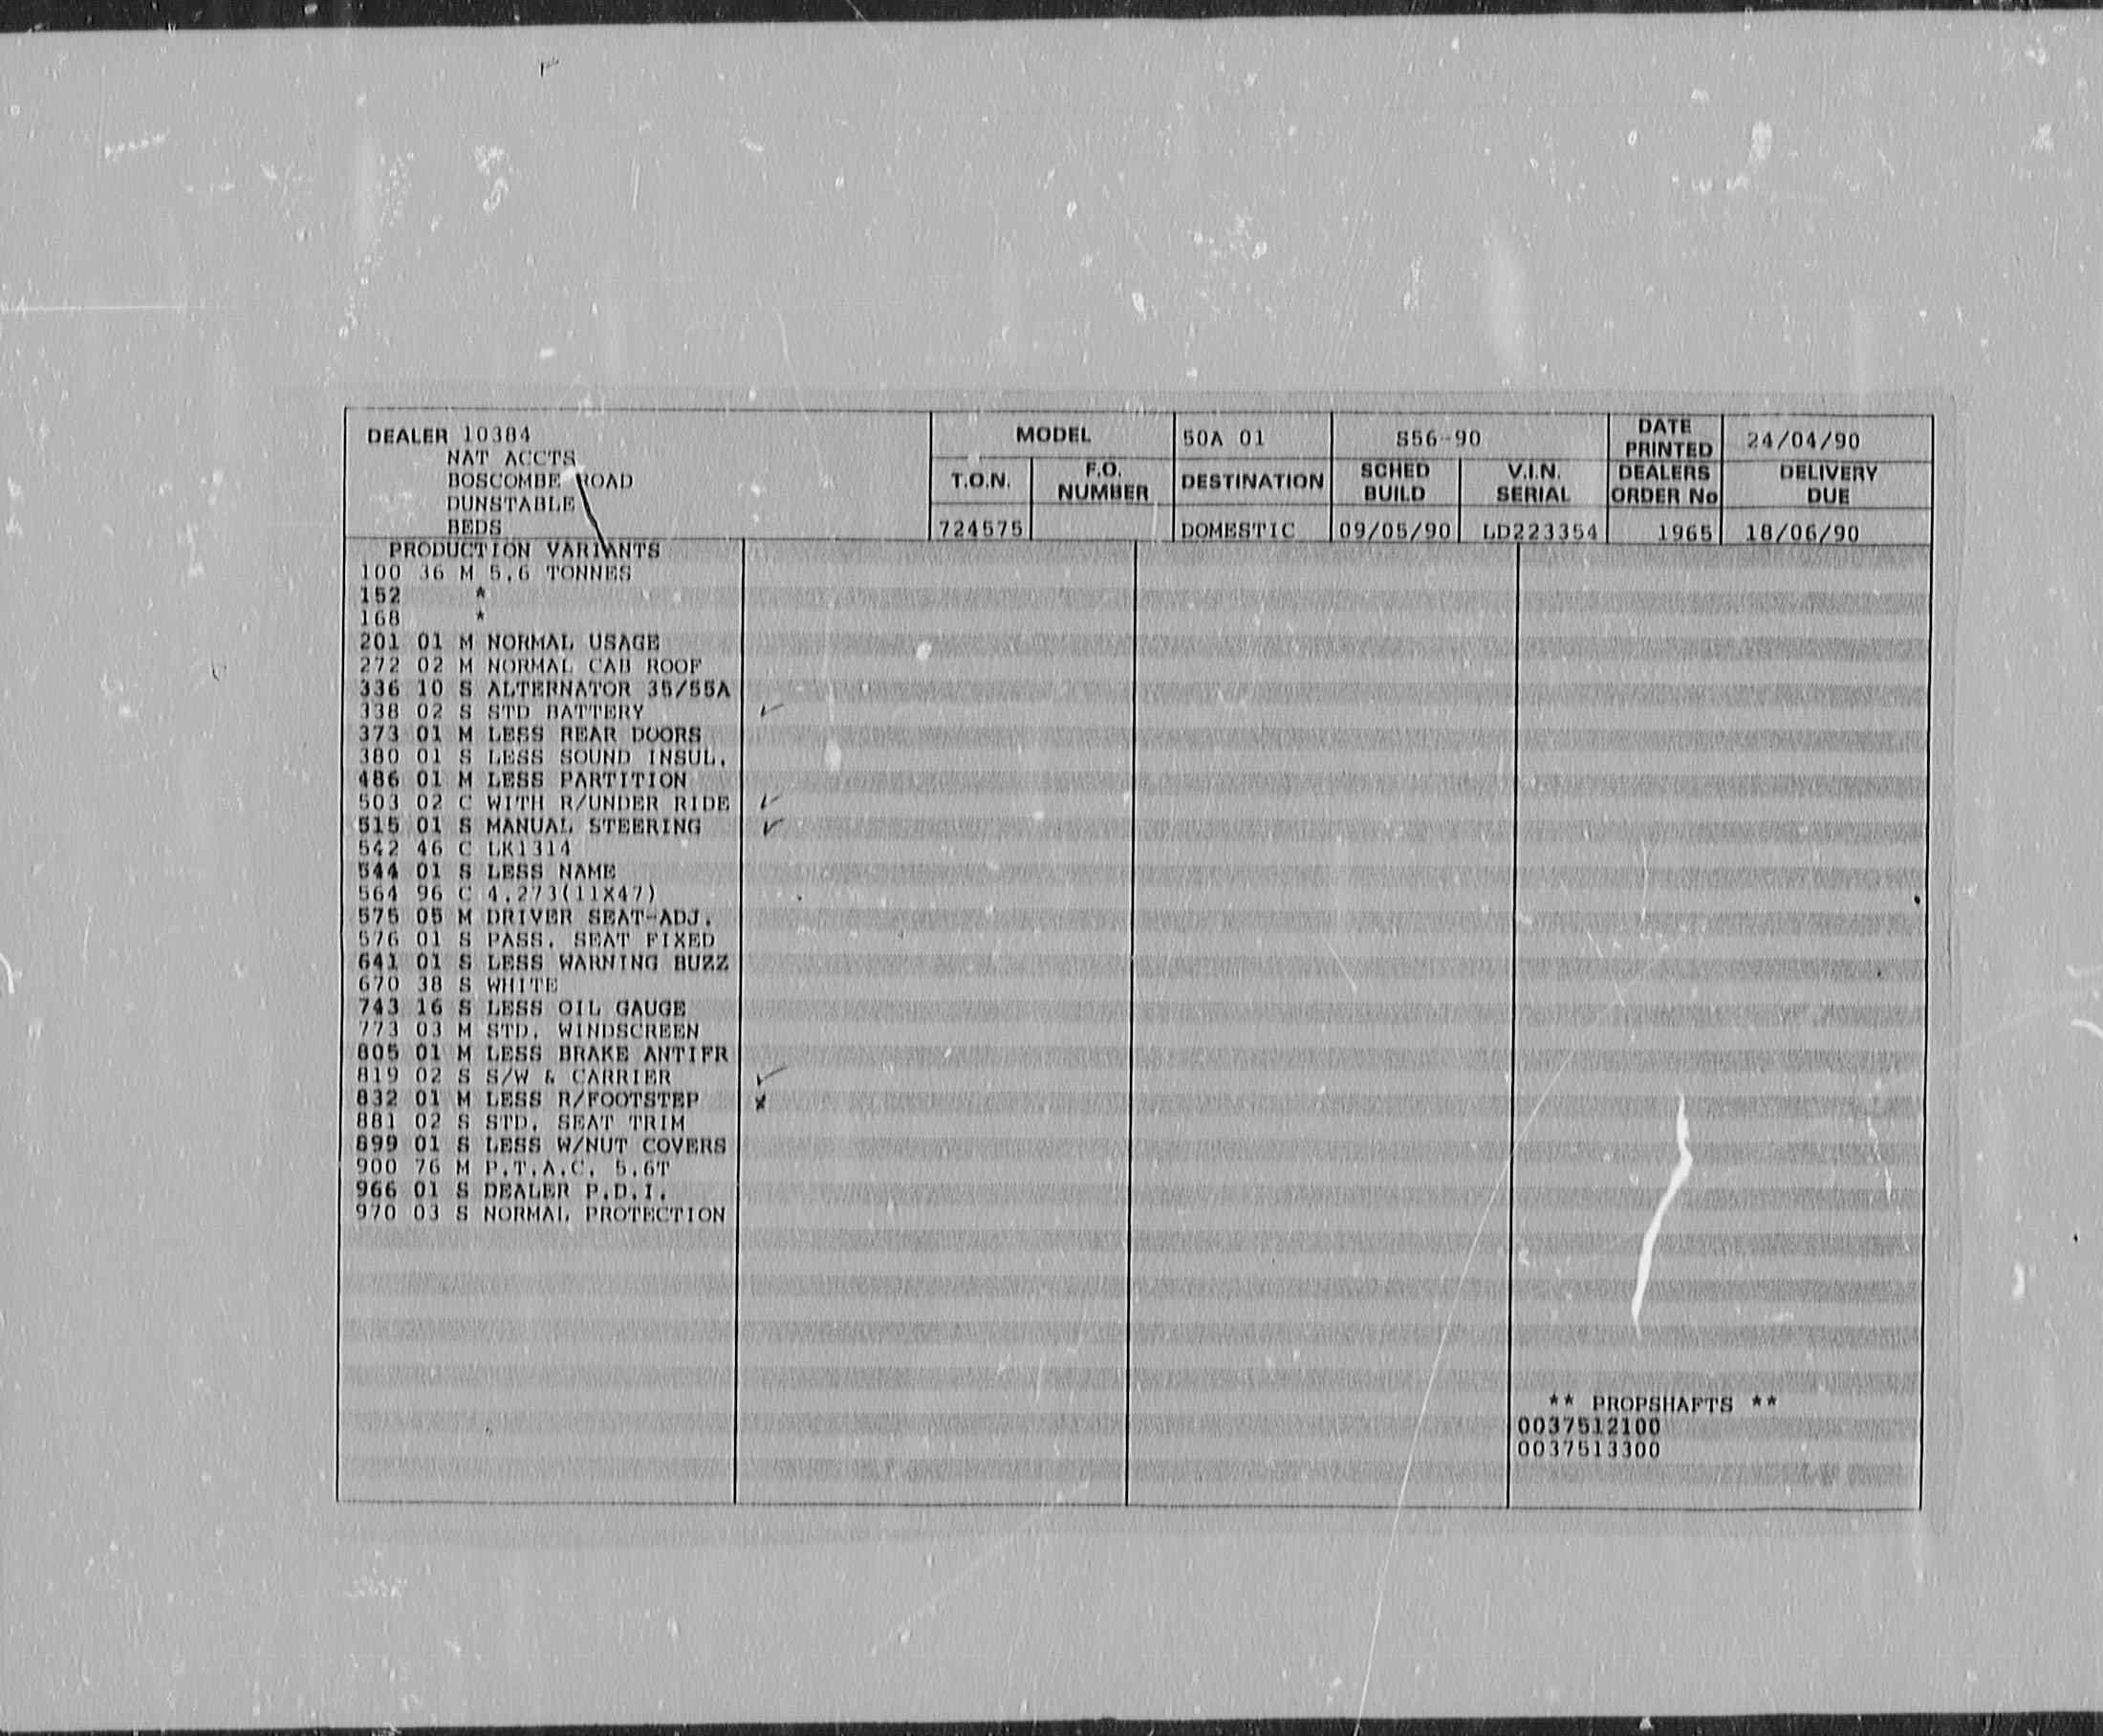 DEALER 10384
NAT ACCTS
BOSCOMBE ROAD
DUNSTABLE
BEDS
MODEL 50A 01 S56-90 DATE PRINTED 24/04/90
T.O.N. F.O. NUMBER DESTINATION SCHED BUILD V.I.N. SERIAL DEALERS ORDER No DELIVERY DUE
724575 DOMESTIC 09/05/90 LD223354 1965 18/06/90
PRODUCTION VARIANTS
100 36 M 5.6 TONNES
152 *
168 *
201 01 M NORMAL USAGE
272 02 M NORMAL CAB ROOF
336 10 S ALTERNATOR 35/55A
338 02 S STD BATTERY ✓
373 01 M LESS REAR DOORS
380 01 S LESS SOUND INSUL.
486 01 M LESS PARTITION
503 02 C WITH R/UNDER RIDE ✓
515 01 S MANUAL STEERING ✓
542 46 C LK1314
544 01 S LESS NAME
564 96 C 4.273(11X47)
575 05 M DRIVER SEAT-ADJ.
576 01 S PASS. SEAT FIXED
641 01 S LESS WARNING BUZZ
670 38 S WHITE
743 16 S LESS OIL GAUGE
773 03 M STD. WINDSCREEN
805 01 M LESS BRAKE ANTIFR
819 02 S S/W & CARRIER ✓
832 01 M LESS R/FOOTSTEP x
881 02 S STD. SEAT TRIM
899 01 S LESS W/NUT COVERS
900 76 M P.T.A.C. 5.6T
966 01 S DEALER P.D.I.
970 03 S NORMAL PROTECTION
** PROPSHAFTS **
0037512100
0037513300